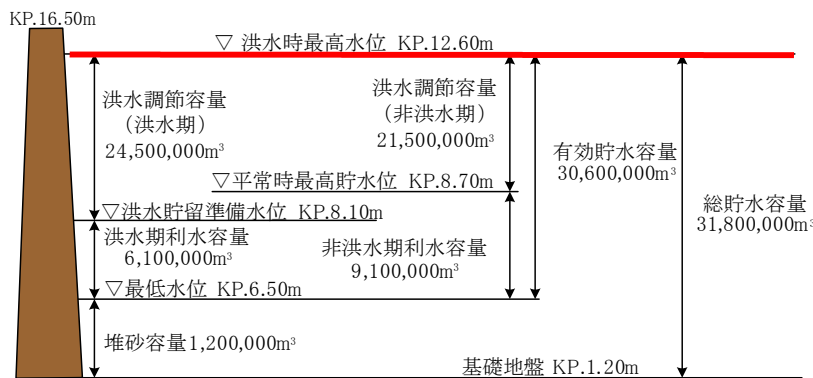 KP.16.50m
▽ 洪水時最高水位 KP.12.60m
洪水調節容量
（洪水期）
24,500,000m³
洪水調節容量
（非洪水期）
21,500,000m³
有効貯水容量
30,600,000m³
▽平常時最高貯水位 KP.8.70m
▽洪水貯留準備水位 KP.8.10m
総貯水容量
31,800,000m³
洪水期利水容量
6,100,000m³
非洪水期利水容量
9,100,000m³
▽最低水位 KP.6.50m
堆砂容量1,200,000m³
基礎地盤 KP.1.20m